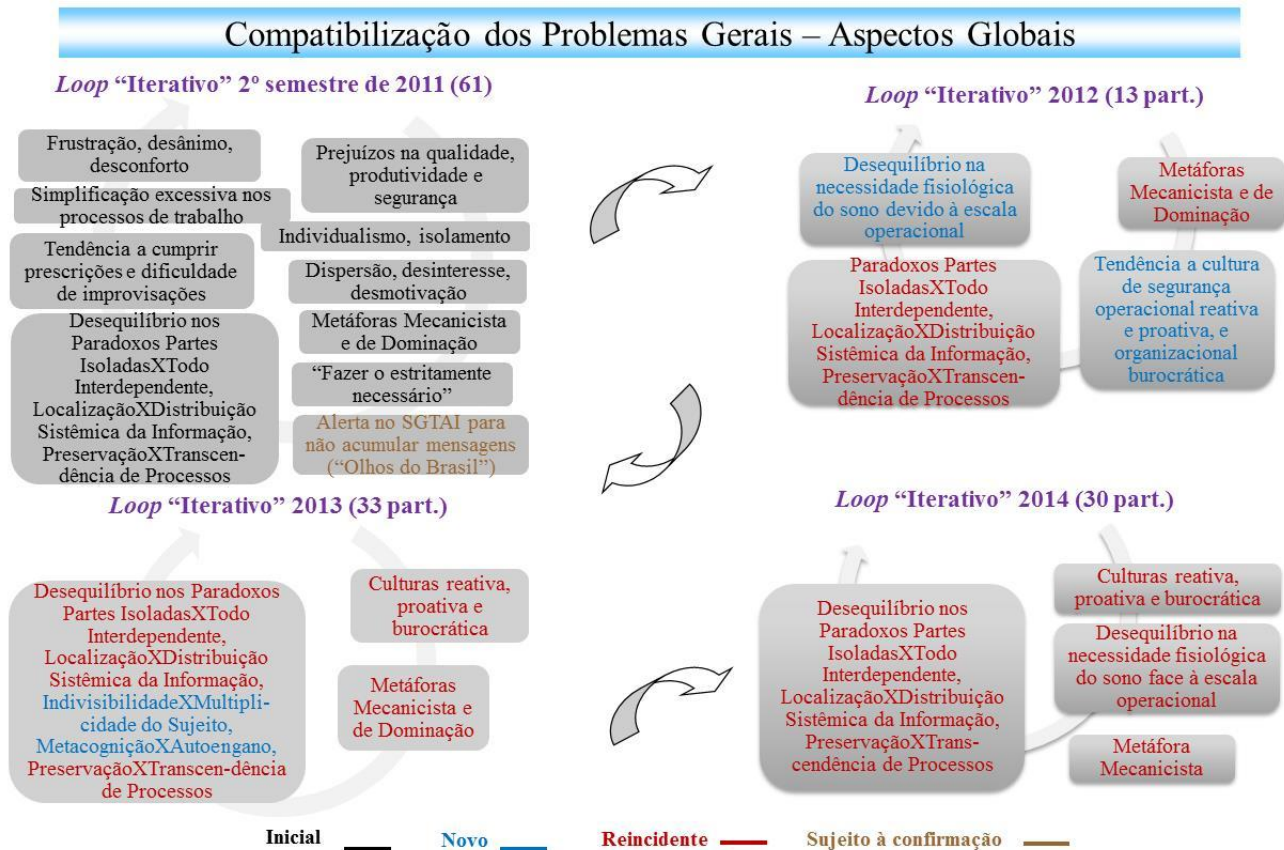 Compatibilização dos Problemas Gerais – Aspectos Globais
Loop “Iterativo” 2º semestre de 2011 (61)
Frustração, desânimo,
desconforto
Simplificação excessiva nos
processos de trabalho
Tendência a cumprir
prescrições e dificuldade
de improvisações
Desequilíbrio nos
Paradoxos Partes
IsoladasXTodo
Interdependente,
LocalizaçãoXDistribuição
Sistêmica da Informação,
PreservaçãoXTranscen-
dência de Processos
Prejuízos na qualidade,
produtividade e
segurança
Individualismo, isolamento
Dispersão, desinteresse,
desmotivação
Metáforas Mecanicista
e de Dominação
“Fazer o estritamente
necessário”
Alerta no SGTAI para
não acumular mensagens
(“Olhos do Brasil”)
Loop “Iterativo” 2012 (13 part.)
Desequilíbrio na
necessidade fisiológica
do sono devido à escala
operacional
Paradoxos Partes
IsoladasXTodo
Interdependente,
LocalizaçãoXDistribuição
Sistêmica da Informação,
PreservaçãoXTranscen-
dência de Processos
Metáforas
Mecanicista e de
Dominação
Tendência a cultura
de segurança
operacional reativa
e proativa, e
organizacional
burocrática
Loop “Iterativo” 2013 (33 part.)
Desequilíbrio nos Paradoxos
Partes IsoladasXTodo
Interdependente,
LocalizaçãoXDistribuição
Sistêmica da Informação,
IndivisibilidadeXMultipli-
cidade do Sujeito,
MetacogniçãoXAutoengano,
PreservaçãoXTranscen-dência
de Processos
Culturas reativa,
proativa e
burocrática
Metáforas
Mecanicista e
de Dominação
Loop “Iterativo” 2014 (30 part.)
Desequilíbrio nos
Paradoxos Partes
IsoladasXTodo
Interdependente,
LocalizaçãoXDistribuição
Sistêmica da Informação,
PreservaçãoXTrans-
cendência de Processos
Culturas reativa,
proativa e burocrática
Desequilíbrio na
necessidade fisiológica
do sono face à escala
operacional
Metáfora
Mecanicista
Inicial
Novo
Reincidente
Sujeito à confirmação